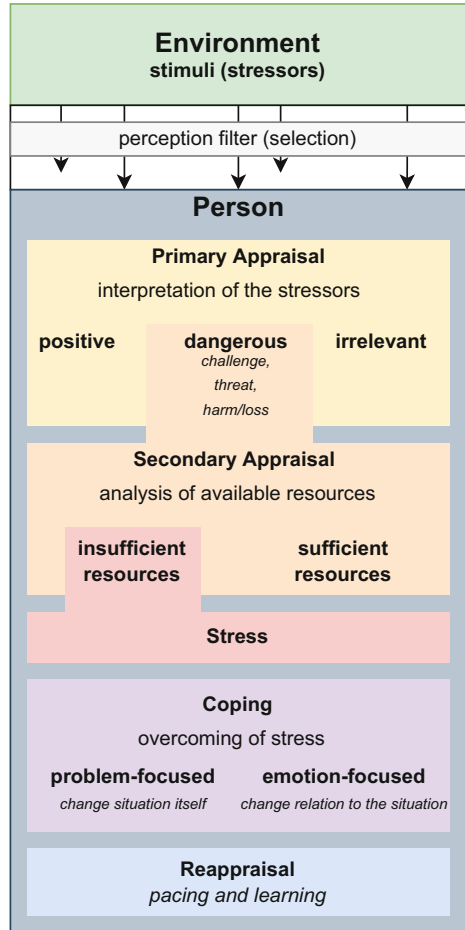 Environment
stimuli (stressors)
perception filter (selection)
Person
Primary Appraisal
interpretation of the stressors
positive
dangerous
irrelevant
challenge,
threat,
harm/loss
Secondary Appraisal
analysis of available resources
insufficient
resources
sufficient
resources
Stress
Coping
overcoming of stress
problem-focused
change situation itself
emotion-focused
change relation to the situation
Reappraisal
pacing and learning